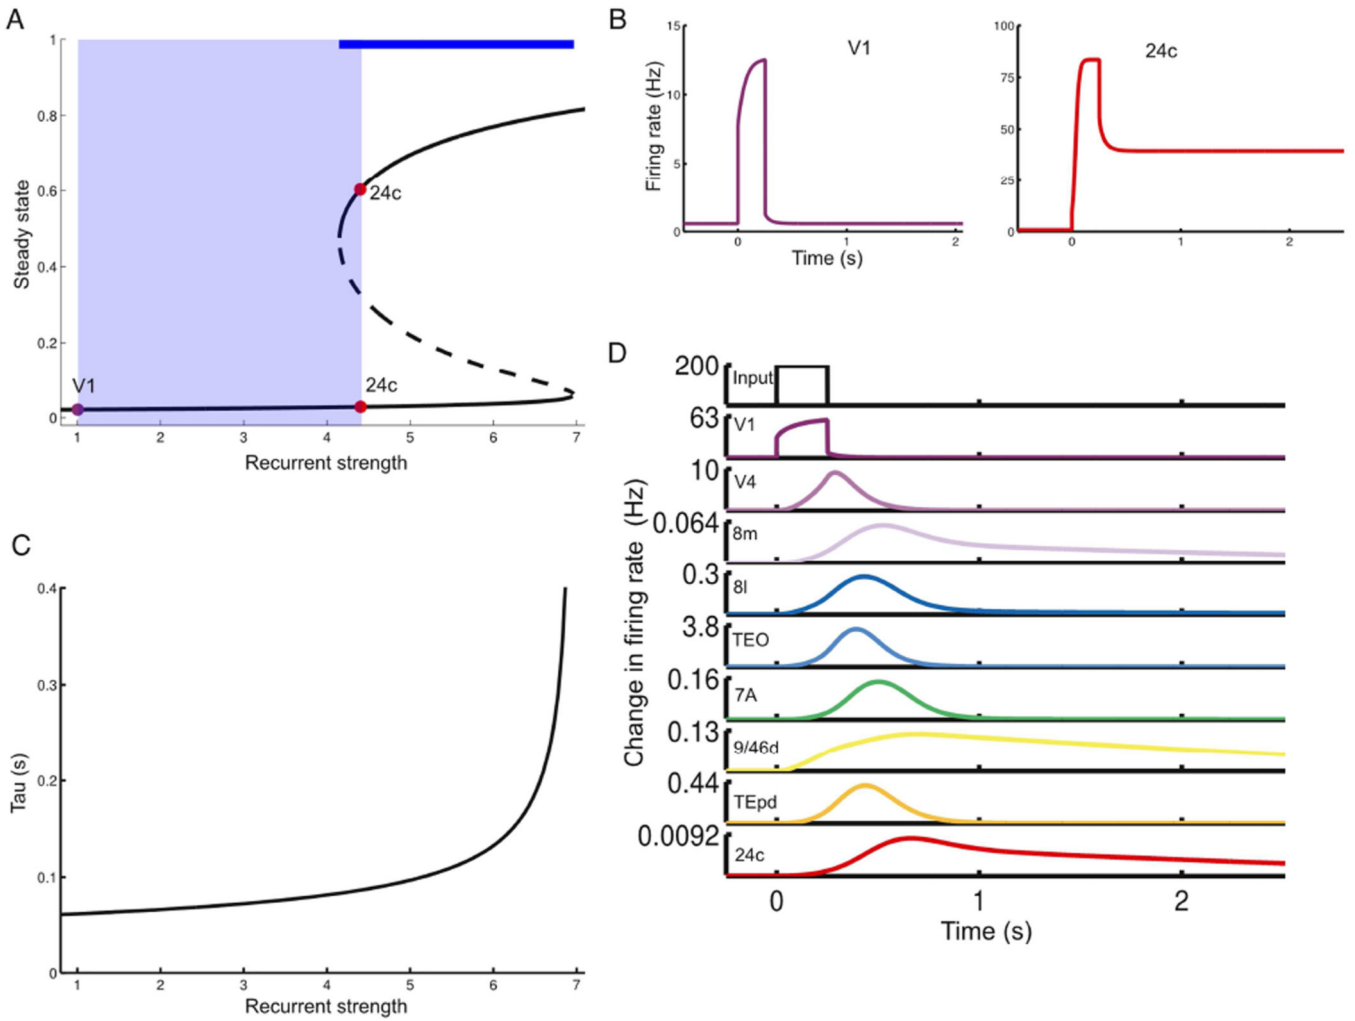 A
1
0.8
0.6
0.4
0.2
0
Steady state
24c
V1
24c
1 2 3 4 5 6 7
Recurrent strength
B
15
10
5
0
Firing rate (Hz)
V1
0 1 2
Time (s)
100
75
50
25
0
24c
0 1 2
C
0.4
0.3
0.2
0.1
0
Tau (s)
1 2 3 4 5 6 7
Recurrent strength
D
Change in firing rate (Hz)
200 Input
63 V1
10 V4
0.064 8m
0.3 8l
3.8 TEO
0.16 7A
0.13 9/46d
0.44 TEpd
0.0092 24c
0 1 2
Time (s)